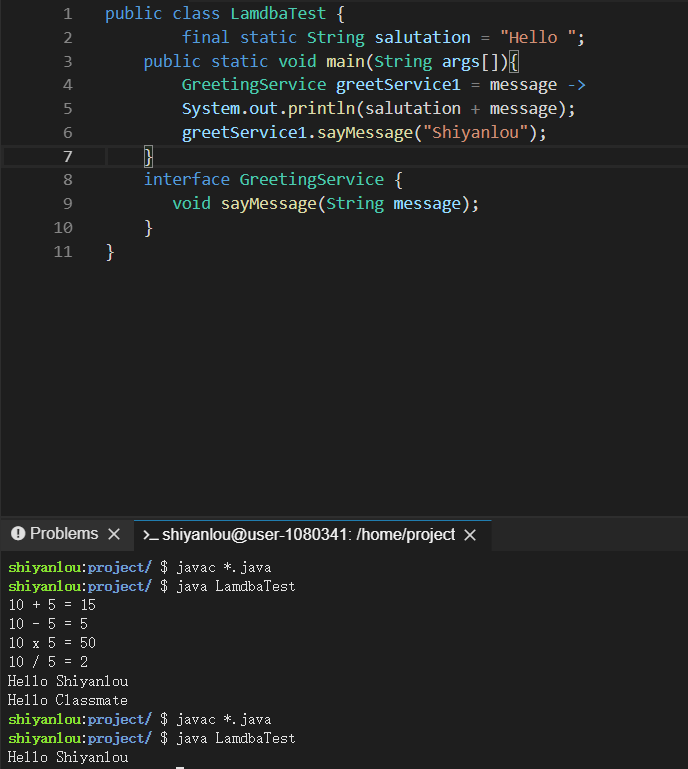 1 public class LamdbaTest {
2 final static String salutation = "Hello ";
3 public static void main(String args[]){
4 GreetingService greetService1 = message ->
5 System.out.println(salutation + message);
6 greetService1.sayMessage("Shiyanlou");
7 }
8 interface GreetingService {
9 void sayMessage(String message);
10 }
11 }
Problems shiyanlou@user-1080341: /home/project
shiyanlou:project/ $ javac *.java
shiyanlou:project/ $ java LamdbaTest
10 + 5 = 15
10 - 5 = 5
10 x 5 = 50
10 / 5 = 2
Hello Shiyanlou
Hello Classmate
shiyanlou:project/ $ javac *.java
shiyanlou:project/ $ java LamdbaTest
Hello Shiyanlou